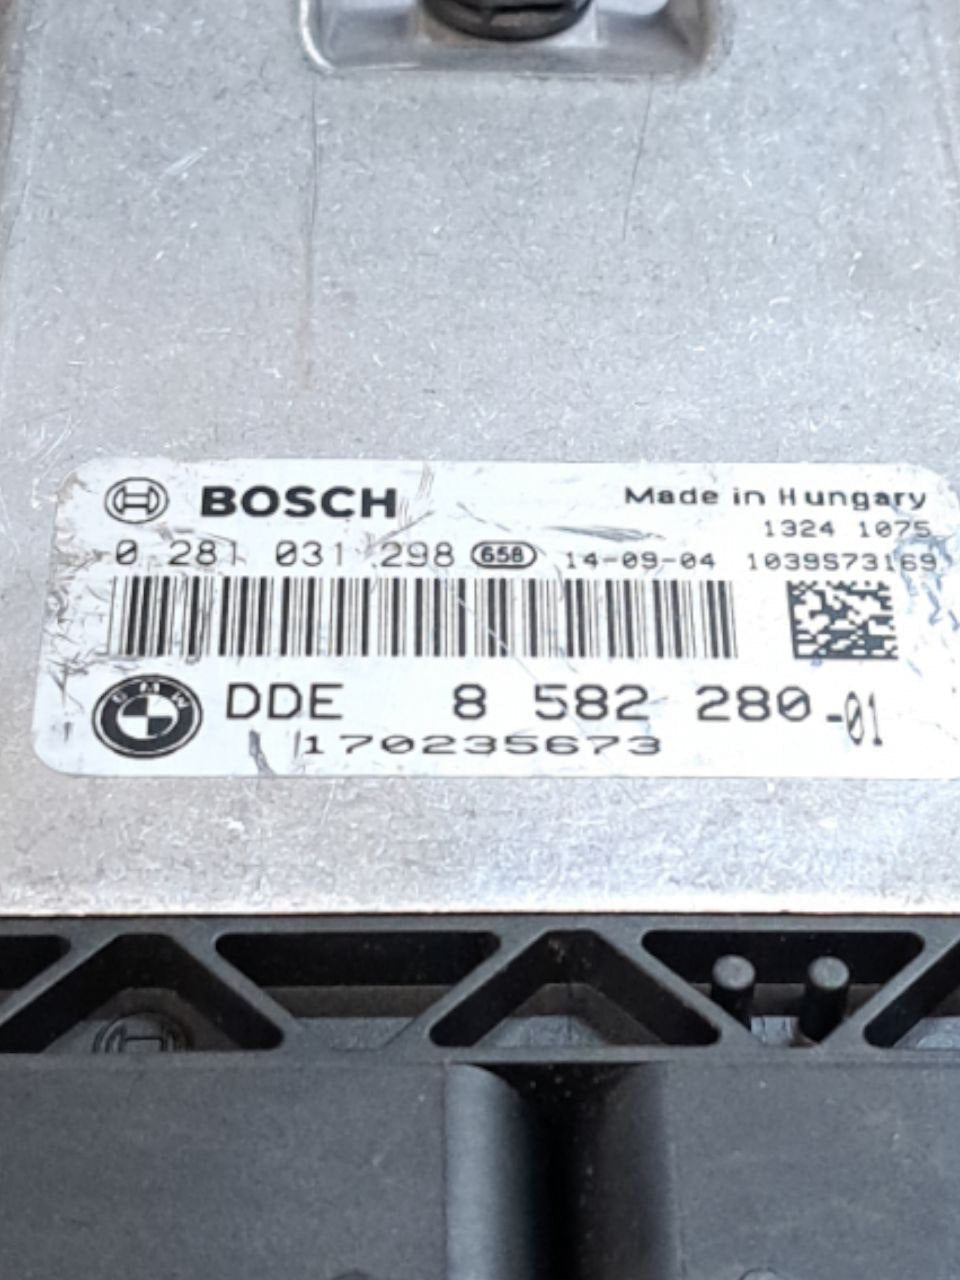 BOSCH
Made in Hungary
1324 1075
0 281 031 298 658 14-09-04 1039S73169
BMW DDE 8 582 280-01
170235673